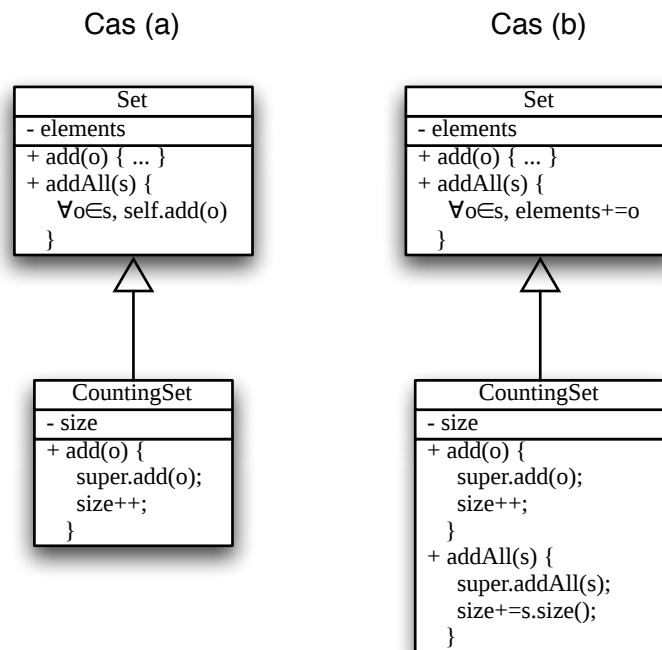 Cas (a)
Set
- elements
+ add(o) { ... }
+ addAll(s) {
∀o∈s, self.add(o)
}
CountingSet
- size
+ add(o) {
super.add(o);
size++;
}
Cas (b)
Set
- elements
+ add(o) { ... }
+ addAll(s) {
∀o∈s, elements+=o
}
CountingSet
- size
+ add(o) {
super.add(o);
size++;
}
+ addAll(s) {
super.addAll(s);
size+=s.size();
}